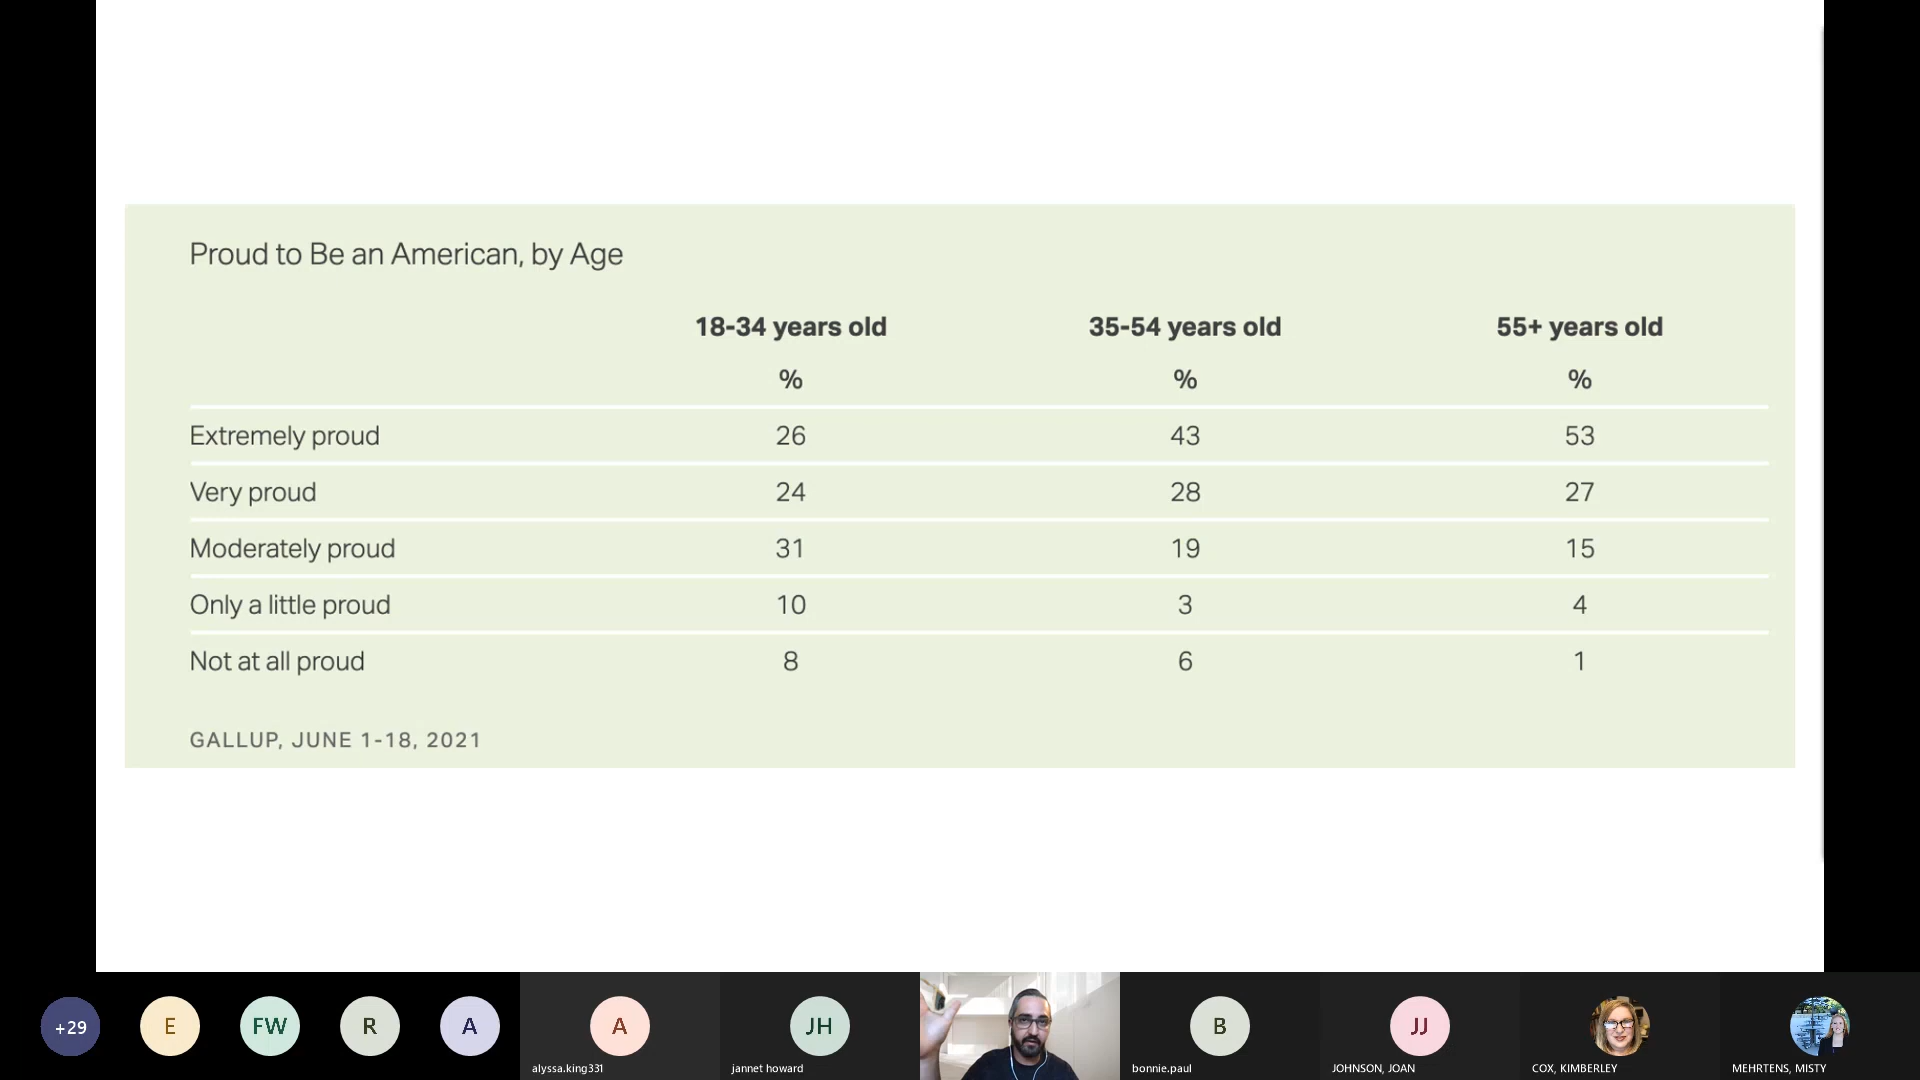 Proud to Be an American, by Age
18-34 years old 35-54 years old 55+ years old
% % %
Extremely proud 26 43 53
Very proud 24 28 27
Moderately proud 31 19 15
Only a little proud 10 3 4
Not at all proud 8 6 1
GALLUP, JUNE 1-18, 2021
+29 E FW R A A JH B JJ
alyssa.king331 jannet howard bonnie.paul JOHNSON, JOAN COX, KIMBERLEY MEHRTENS, MISTY